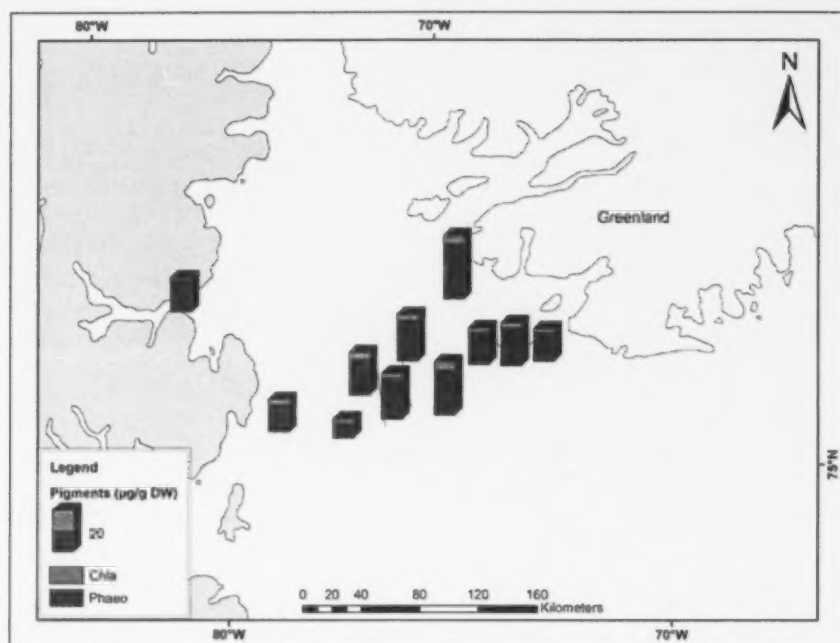 80°W 70°W
N
Greenland
75°N
Legend
Pigments (µg/g DW)
20
Chla
Phaeo
0 20 40 80 120 160
Kilometers
80°W 70°W